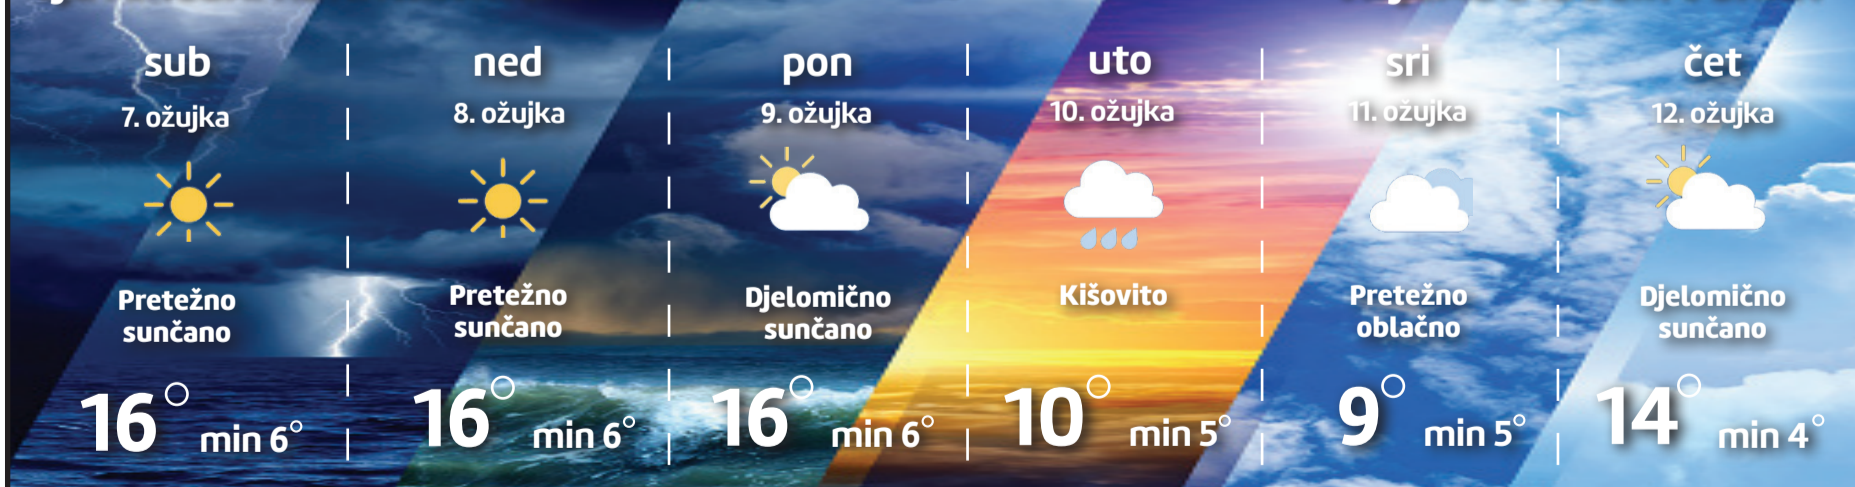 sub
7. ožujka
Pretežno
sunčano
16°
min 6°
ned
8. ožujka
Pretežno
sunčano
16°
min 6°
pon
9. ožujka
Djelomično
sunčano
16°
min 6°
uto
10. ožujka
Kišovito
10°
min 5°
sri
11. ožujka
Pretežno
oblačno
9°
min 5°
čet
12. ožujka
Djelomično
sunčano
14°
min 4°